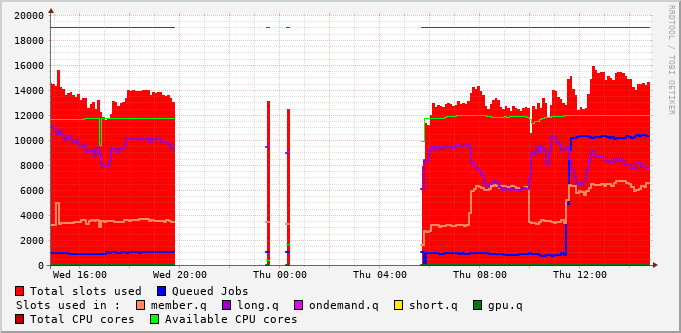 20000
18000
16000
14000
12000
10000
8000
6000
4000
2000
0
Wed 16:00 Wed 20:00 Thu 00:00 Thu 04:00 Thu 08:00 Thu 12:00
RRDTOOL / TOBI OETIKER
Total slots used Queued Jobs
Slots used in : member.q long.q ondemand.q short.q gpu.q
Total CPU cores Available CPU cores